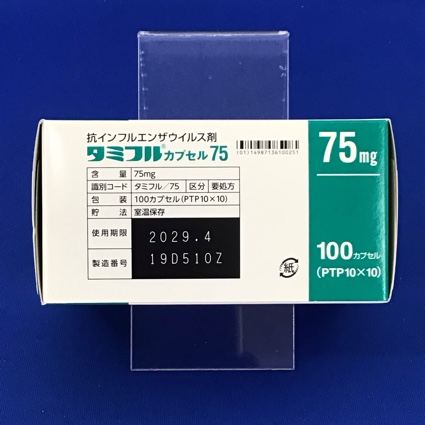 抗インフルエンザウイルス剤
タミフル®カプセル75
(01)14987136100251
含量 75mg
識別コード タミフル/75 区分 要処方
包装 100カプセル(PTP10×10)
貯法 室温保存
使用期限 2029.4
製造番号 19D510Z
紙
75mg
100カプセル
(PTP10×10)